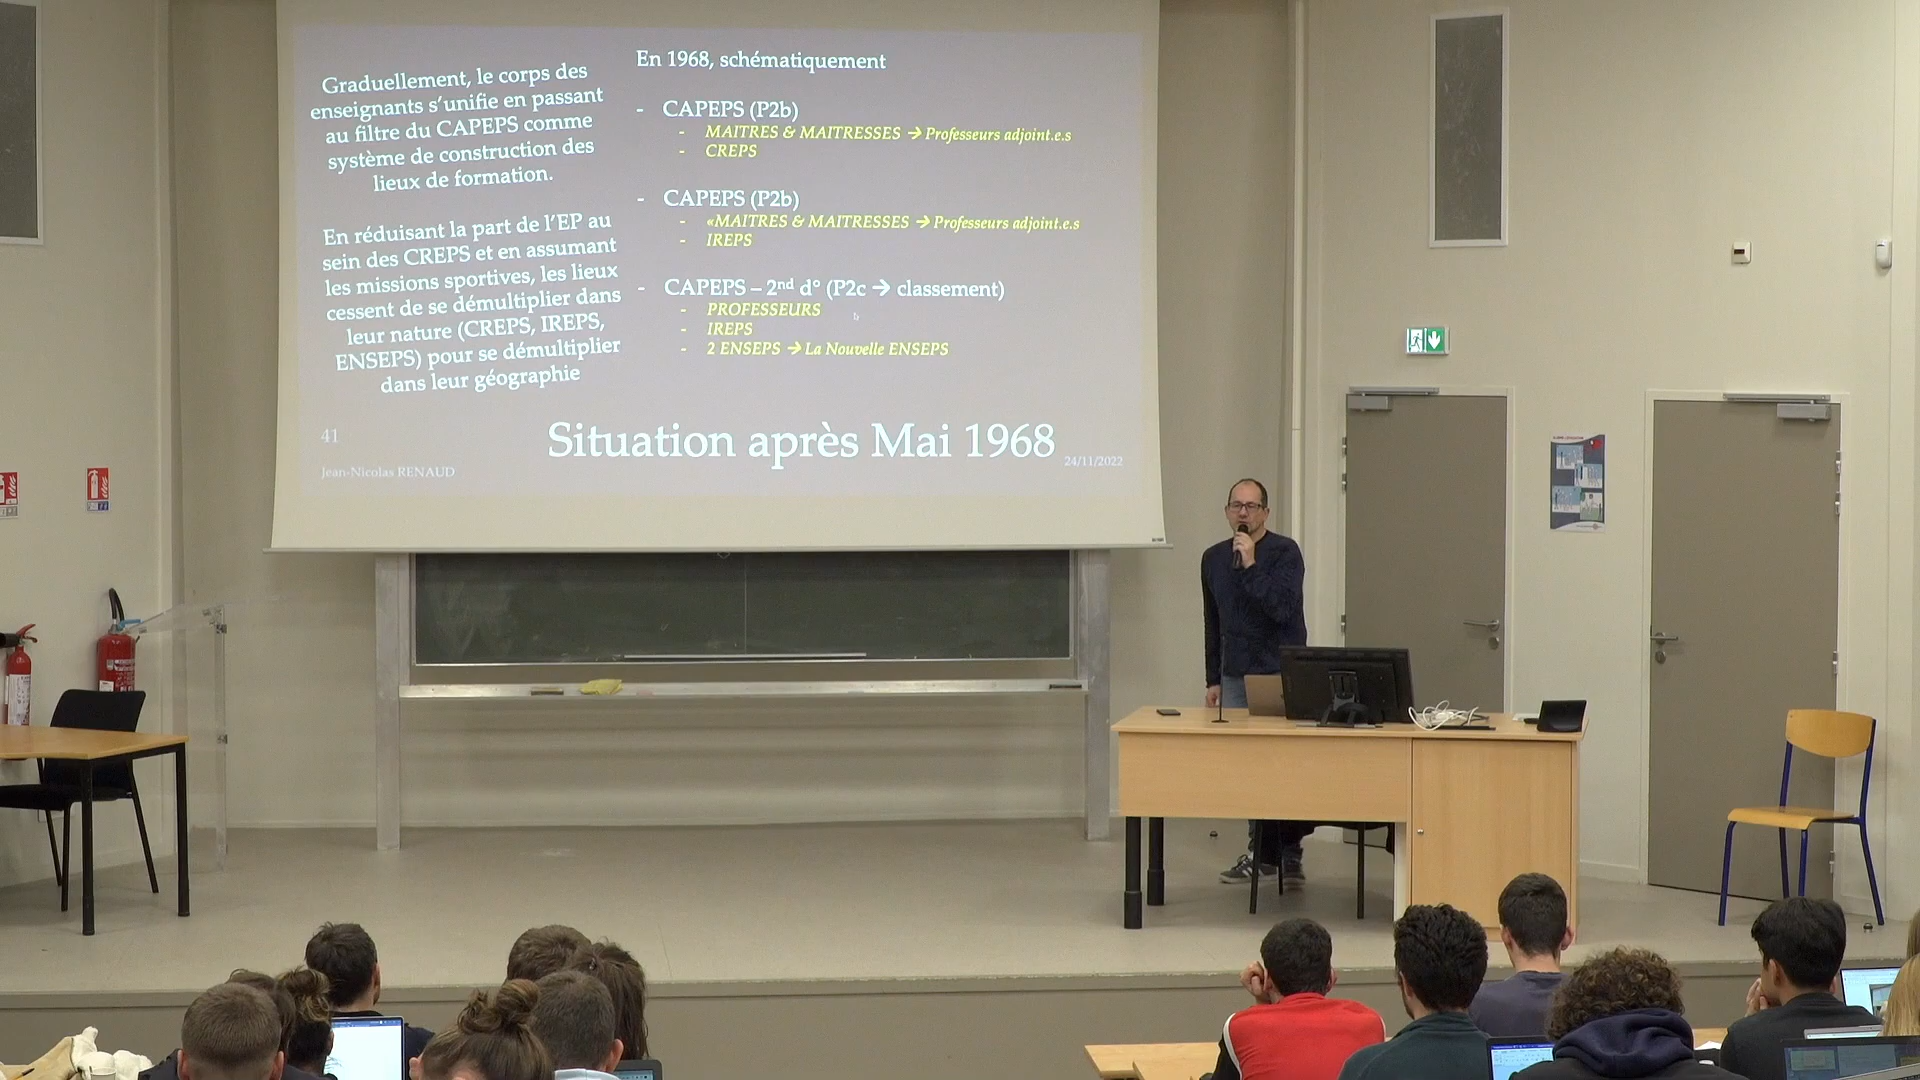 Graduellement, le corps des
enseignants s'unifie en passant
au filtre du CAPEPS comme
système de construction des
lieux de formation.
En réduisant la part de l'EP au
sein des CREPS et en assumant
les missions sportives, les lieux
cessent de se démultiplier dans
leur nature (CREPS, IREPS,
ENSEPS) pour se démultiplier
dans leur géographie
En 1968, schématiquement
- CAPEPS (P2b)
- MAITRES & MAITRESSES → Professeurs adjoint.e.s
- CREPS
- CAPEPS (P2b)
- «MAITRES & MAITRESSES → Professeurs adjoint.e.s
- IREPS
- CAPEPS – 2nd d° (P2c → classement)
- PROFESSEURS
- IREPS
- 2 ENSEPS → La Nouvelle ENSEPS
41
Situation après Mai 1968
Jean-Nicolas RENAUD
24/11/2022